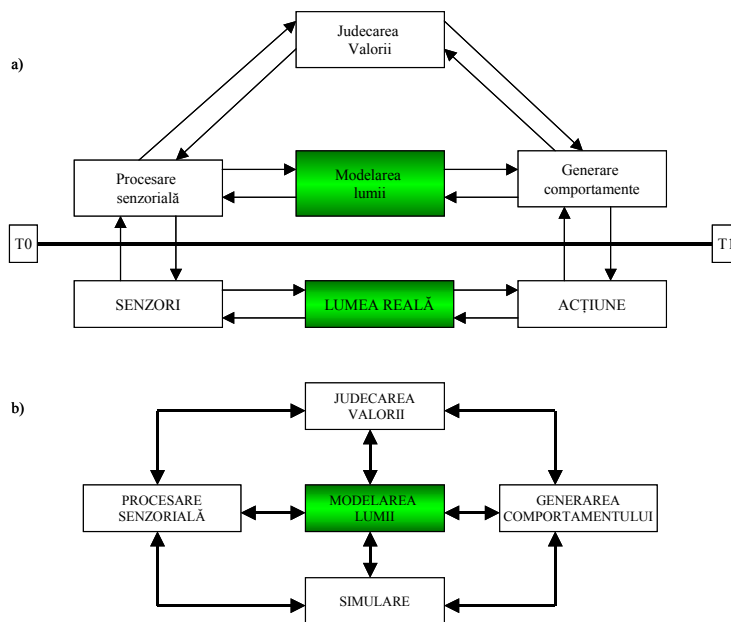 Judecarea
Valorii
a)
Procesare
senzorială
Modelarea
lumii
Generare
comportamente
T0
T1
SENZORI
LUMEA REALĂ
ACȚIUNE
b)
JUDECAREA
VALORII
PROCESARE
SENZORIALĂ
MODELAREA
LUMII
GENERAREA
COMPORTAMENTULUI
SIMULARE